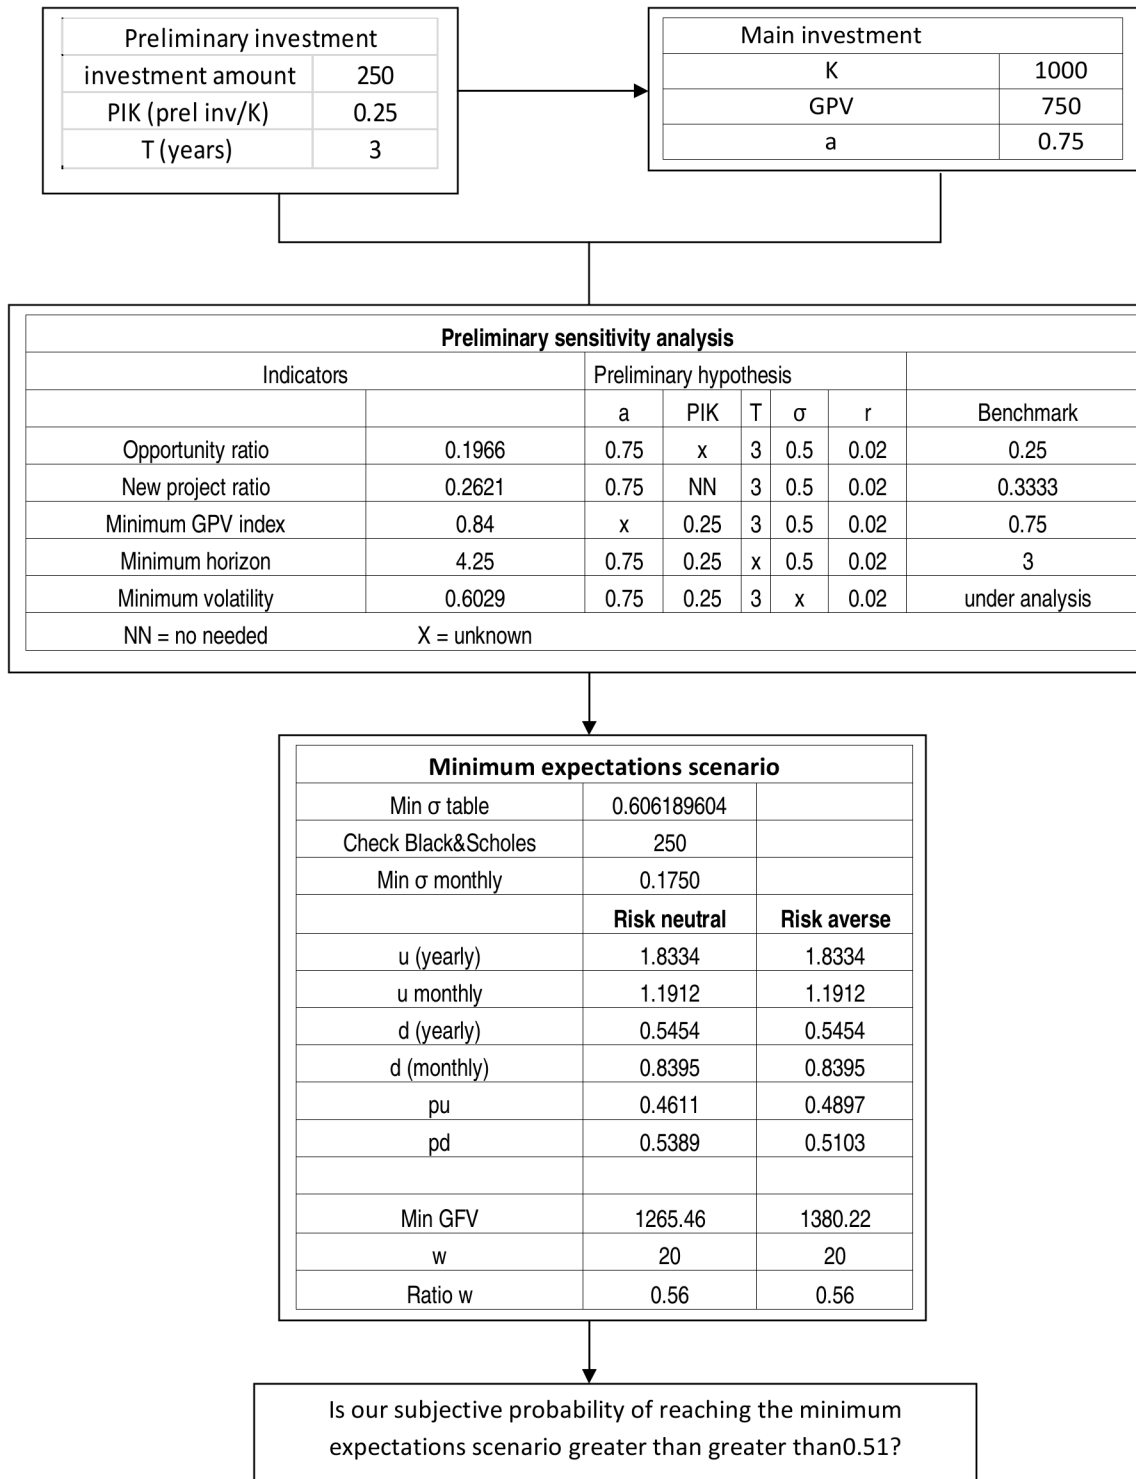 Preliminary investment
investment amount 250
PIK (prel inv/K) 0.25
T (years) 3
Main investment
K 1000
GPV 750
a 0.75
Preliminary sensitivity analysis
Indicators Preliminary hypothesis
a PIK T σ r Benchmark
Opportunity ratio 0.1966 0.75 x 3 0.5 0.02 0.25
New project ratio 0.2621 0.75 NN 3 0.5 0.02 0.3333
Minimum GPV index 0.84 x 0.25 3 0.5 0.02 0.75
Minimum horizon 4.25 0.75 0.25 x 0.5 0.02 3
Minimum volatility 0.6029 0.75 0.25 3 x 0.02 under analysis
NN = no needed X = unknown
Minimum expectations scenario
Min σ table 0.606189604
Check Black&Scholes 250
Min σ monthly 0.1750
Risk neutral Risk averse
u (yearly) 1.8334 1.8334
u monthly 1.1912 1.1912
d (yearly) 0.5454 0.5454
d (monthly) 0.8395 0.8395
pu 0.4611 0.4897
pd 0.5389 0.5103
Min GFV 1265.46 1380.22
w 20 20
Ratio w 0.56 0.56
Is our subjective probability of reaching the minimum
expectations scenario greater than greater than0.51?